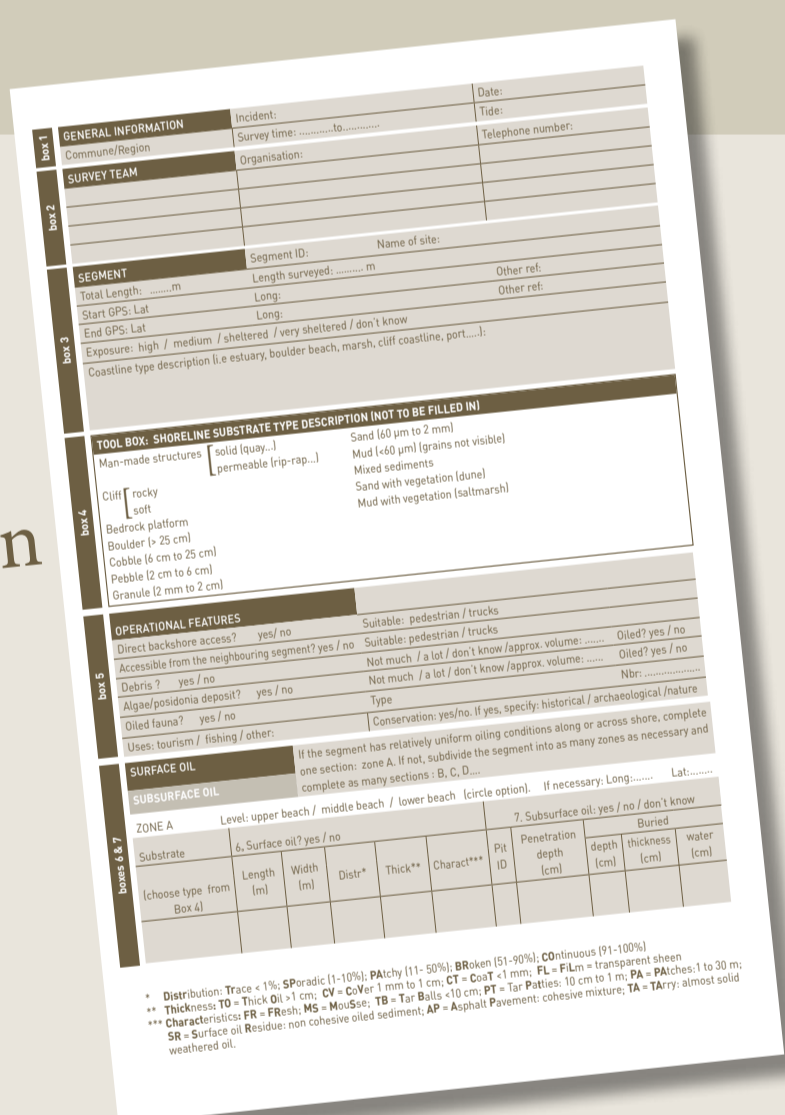 n
box 1
GENERAL INFORMATION
Incident:
Date:
Commune/Region
Survey time: ............to.............
Tide:
box 2
SURVEY TEAM
Organisation:
Telephone number:
box 3
SEGMENT
Segment ID:
Name of site:
Total Length: ........m
Length surveyed: .......... m
Start GPS: Lat
Long:
Other ref:
End GPS: Lat
Long:
Other ref:
Exposure: high / medium / sheltered / very sheltered / don't know
Coastline type description (i.e estuary, boulder beach, marsh, cliff coastline, port.....):
box 4
TOOL BOX: SHORELINE SUBSTRATE TYPE DESCRIPTION (NOT TO BE FILLED IN)
Man-made structures
solid (quay...)
permeable (rip-rap...)
Cliff
rocky
soft
Bedrock platform
Boulder (> 25 cm)
Cobble (6 cm to 25 cm)
Pebble (2 cm to 6 cm)
Granule (2 mm to 2 cm)
Sand (60 µm to 2 mm)
Mud (<60 µm) (grains not visible)
Mixed sediments
Sand with vegetation (dune)
Mud with vegetation (saltmarsh)
box 5
OPERATIONAL FEATURES
Direct backshore access? yes/ no
Suitable: pedestrian / trucks
Accessible from the neighbouring segment? yes / no
Suitable: pedestrian / trucks
Debris ? yes / no
Not much / a lot / don't know /approx. volume: ....... Oiled? yes / no
Algae/posidonia deposit? yes / no
Not much / a lot / don't know /approx. volume: ...... Oiled? yes / no
Oiled fauna? yes / no
Type
Nbr: ....................
Uses: tourism / fishing / other:
Conservation: yes/no. If yes, specify: historical / archaeological /nature
boxes 6 & 7
SURFACE OIL
SUBSURFACE OIL
If the segment has relatively uniform oiling conditions along or across shore, complete
one section: zone A. If not, subdivide the segment into as many zones as necessary and
complete as many sections : B, C, D....
ZONE A
Level: upper beach / middle beach / lower beach (circle option). If necessary: Long:....... Lat:........
Substrate
(choose type from
Box 4)
6. Surface oil? yes / no
7. Subsurface oil: yes / no / don't know
Length
(m)
Width
(m)
Distr*
Thick**
Charact***
Pit
ID
Penetration
depth
(cm)
Buried
depth
(cm)
thickness
(cm)
water
(cm)
* Distribution: Trace < 1%; SPoradic (1-10%); PAtchy (11- 50%); BRoken (51-90%); COntinuous (91-100%)
** Thickness: TO = Thick Oil >1 cm; CV = CoVer 1 mm to 1 cm; CT = CoaT <1 mm; FL = FiLm = transparent sheen
*** Characteristics: FR = FResh; MS = MouSse; TB = Tar Balls <10 cm; PT = Tar Patties: 10 cm to 1 m; PA = PAtches:1 to 30 m;
SR = Surface oil Residue: non cohesive oiled sediment; AP = Asphalt Pavement: cohesive mixture; TA = TArry: almost solid
weathered oil.